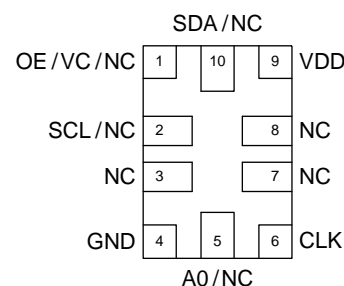 SDA/NC
OE/VC/NC 1 10 9 VDD
SCL/NC 2 8 NC
NC 3 7 NC
GND 4 5 6 CLK
A0/NC